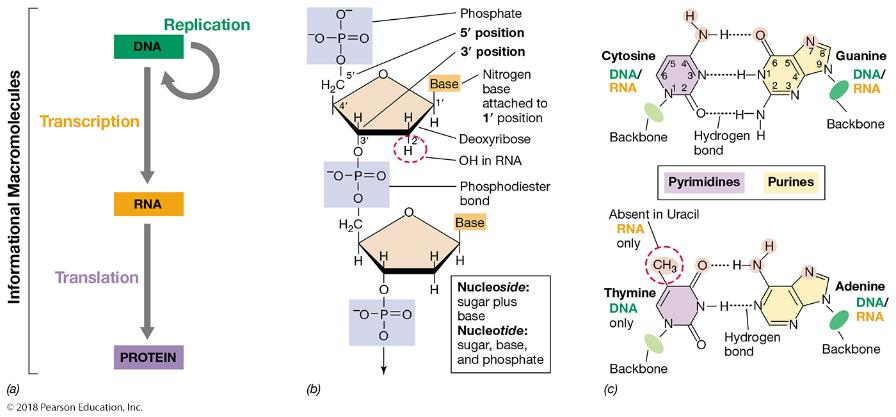 Informational Macromolecules
Replication
DNA
Transcription
RNA
Translation
PROTEIN
(a)
© 2018 Pearson Education, Inc.
O−
−O—P=O
O
Phosphate
5′ position
3′ position
5′
H2C
O
Base
Nitrogen
base
attached to
1′ position
4′
1′
H
H
H
H
H
3′
2′
H
Deoxyribose
OH in RNA
O
−O—P=O
O
Phosphodiester
bond
H2C
O
Base
H
H
H
H
H
O
−O—P=O
O
Nucleoside:
sugar plus
base
Nucleotide:
sugar, base,
and phosphate
(b)
H
N—H
O
Cytosine
DNA/
RNA
5
4
6
3
N
1
2
N
O
Backbone
H—N
1
6
5
7
N
8
9
N
4
2
3
N
H—N
H
Hydrogen
bond
Guanine
DNA/
RNA
Backbone
Pyrimidines
Purines
Absent in Uracil
RNA
only
CH3
O
H—N
H
N
Thymine
DNA
only
N—H
N
N
N
N
O
Adenine
DNA/
RNA
Hydrogen
bond
Backbone
Backbone
(c)